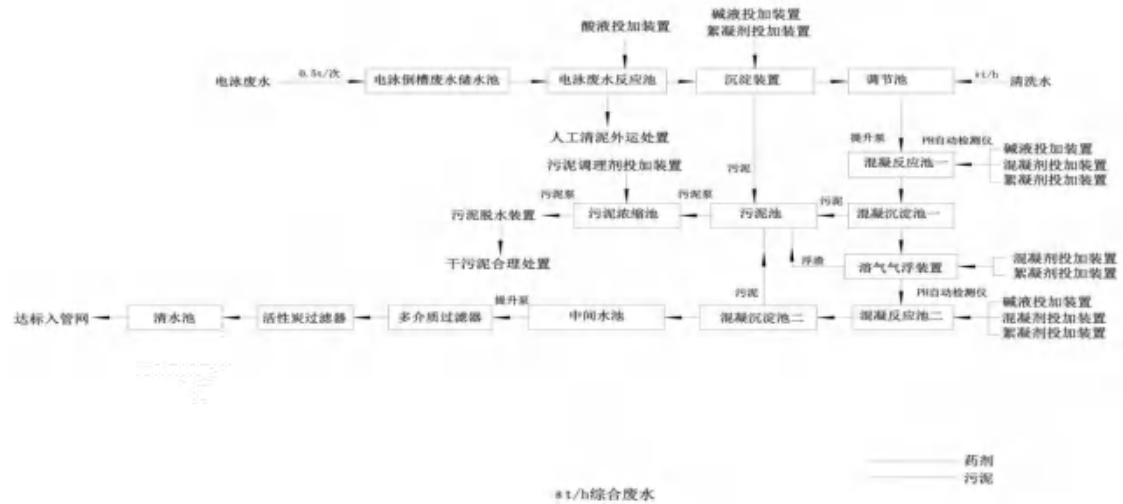 碱液投加装置
酸液投加装置
絮凝剂投加装置
电泳废水
0.5t/次
电泳倒槽废水储水池
电泳废水反应池
沉淀装置
调节池
8t/h
清洗水
人工清泥外运处置
提升泵
PH自动检测仪
碱液投加装置
污泥调理剂投加装置
污泥
混凝反应池一
混凝剂投加装置
絮凝剂投加装置
污泥脱水装置
污泥泵
污泥浓缩池
污泥泵
污泥池
污泥
混凝沉淀池一
干污泥合理处置
浮渣
溶气气浮装置
混凝剂投加装置
絮凝剂投加装置
PH自动检测仪
污泥
提升泵
碱液投加装置
达标入管网
清水池
活性炭过滤器
多介质过滤器
中间水池
混凝沉淀池二
混凝反应池二
混凝剂投加装置
絮凝剂投加装置
药剂
污泥
8t/h综合废水